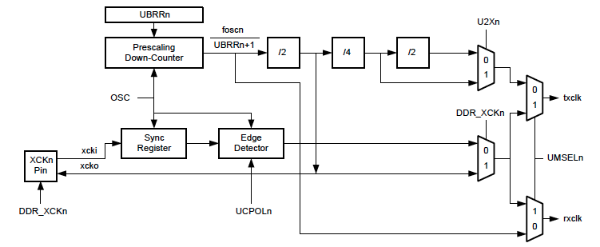 UBRRn
foscn
U2Xn
Prescaling
Down-Counter
UBRRn+1
/2
/4
/2
0
1
OSC
0
1
txclk
DDR_XCKn
xcki
Sync
Register
Edge
Detector
0
1
UMSELn
XCKn
Pin
xcko
DDR_XCKn
UCPOLn
1
0
rxclk